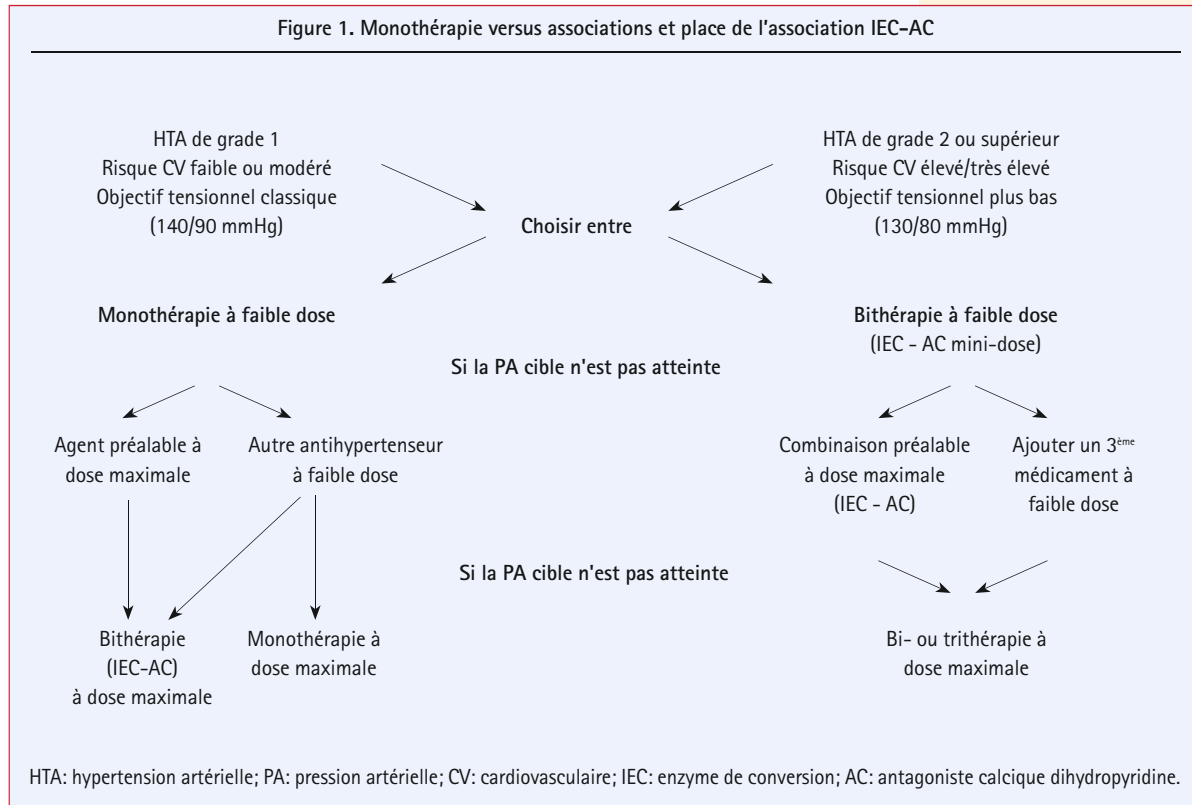 Figure 1. Monothérapie versus associations et place de l'association IEC-AC
HTA de grade 1
Risque CV faible ou modéré
Objectif tensionnel classique
(140/90 mmHg)
HTA de grade 2 ou supérieur
Risque CV élevé/très élevé
Objectif tensionnel plus bas
(130/80 mmHg)
Choisir entre
Monothérapie à faible dose
Bithérapie à faible dose
(IEC - AC mini-dose)
Si la PA cible n'est pas atteinte
Agent préalable à
dose maximale
Autre antihypertenseur
à faible dose
Combinaison préalable
à dose maximale
(IEC - AC)
Ajouter un 3ème
médicament à
faible dose
Si la PA cible n'est pas atteinte
Bithérapie
(IEC-AC)
à dose maximale
Monothérapie à
dose maximale
Bi- ou trithérapie à
dose maximale
HTA: hypertension artérielle; PA: pression artérielle; CV: cardiovasculaire; IEC: enzyme de conversion; AC: antagoniste calcique dihydropyridine.